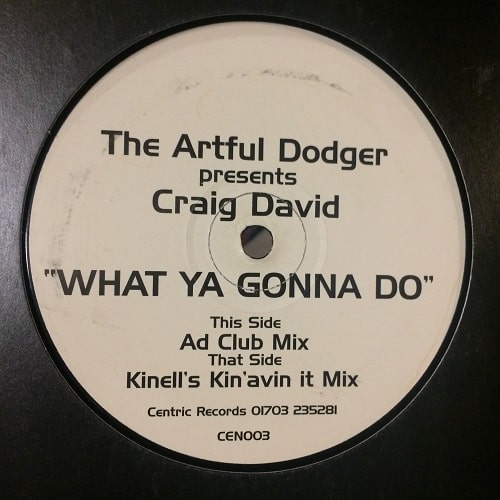 The Artful Dodger
presents
Craig David
"WHAT YA GONNA DO"
This Side
Ad Club Mix
That Side
Kinell's Kin'avin it Mix
Centric Records 01703 235281
CEN003